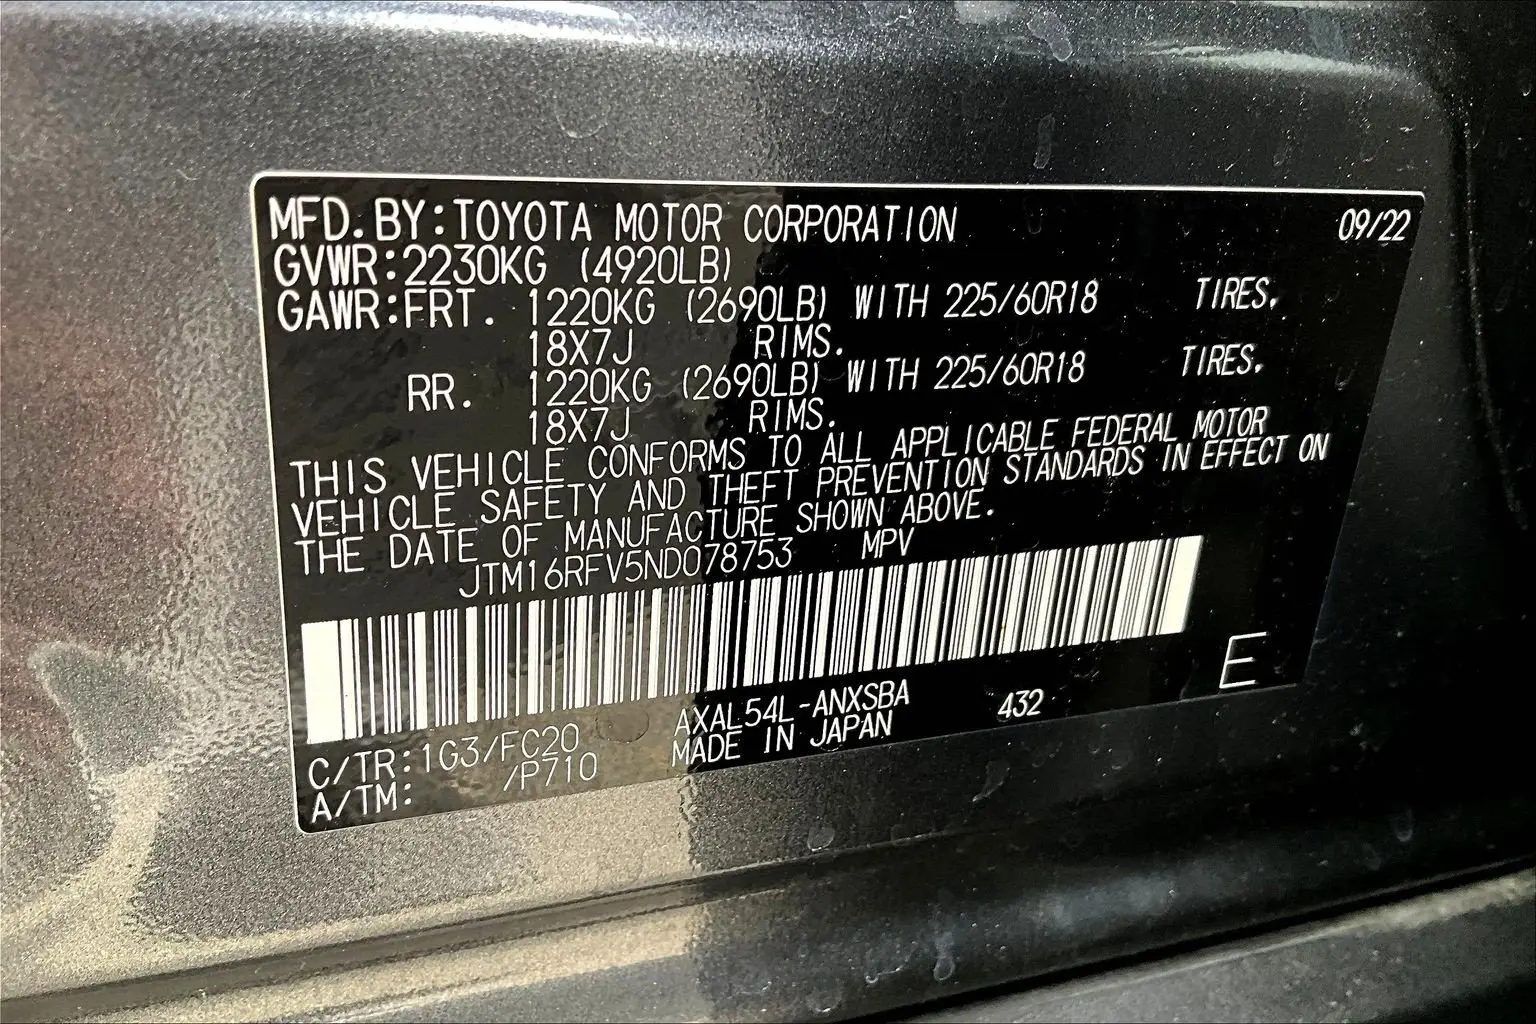 MFD.BY:TOYOTA MOTOR CORPORATION 09/22
GVWR:2230KG (4920LB)
GAWR:FRT. 1220KG (2690LB) WITH 225/60R18 TIRES,
18X7J RIMS.
RR. 1220KG (2690LB) WITH 225/60R18 TIRES,
18X7J RIMS.
THIS VEHICLE CONFORMS TO ALL APPLICABLE FEDERAL MOTOR
VEHICLE SAFETY AND THEFT PREVENTION STANDARDS IN EFFECT ON
THE DATE OF MANUFACTURE SHOWN ABOVE.
JTM16RFV5ND078753 MPV
E
C/TR:1G3/FC20 AXAL54L-ANXSBA 432
A/TM: /P710 MADE IN JAPAN